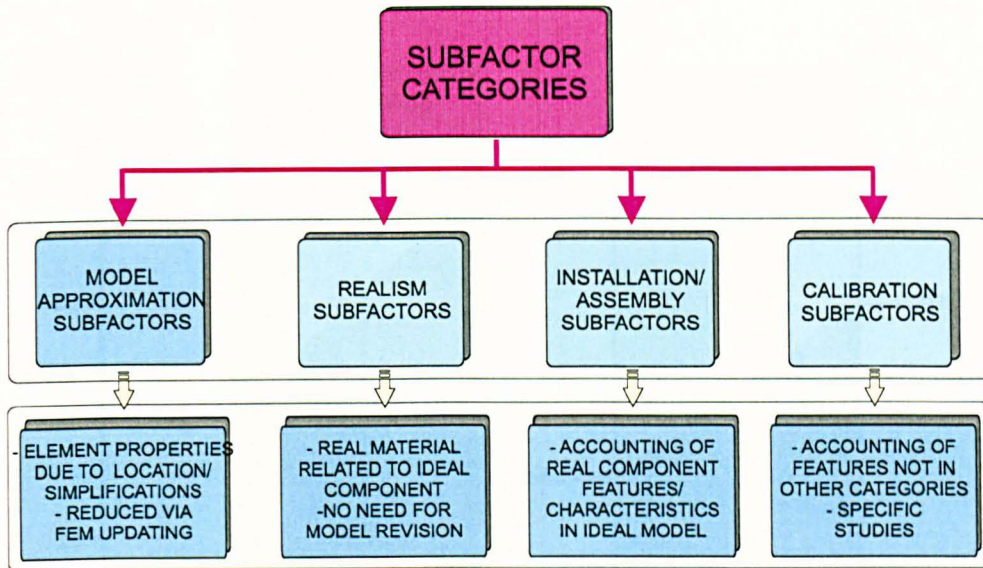 SUBFACTOR
CATEGORIES
MODEL
APPROXIMATION
SUBFACTORS
REALISM
SUBFACTORS
INSTALLATION/
ASSEMBLY
SUBFACTORS
CALIBRATION
SUBFACTORS
- ELEMENT PROPERTIES
DUE TO LOCATION/
SIMPLIFICATIONS
- REDUCED VIA
FEM UPDATING
- REAL MATERIAL
RELATED TO IDEAL
COMPONENT
-NO NEED FOR
MODEL REVISION
- ACCOUNTING OF
REAL COMPONENT
FEATURES/
CHARACTERISTICS
IN IDEAL MODEL
- ACCOUNTING OF
FEATURES NOT IN
OTHER CATEGORIES
- SPECIFIC
STUDIES